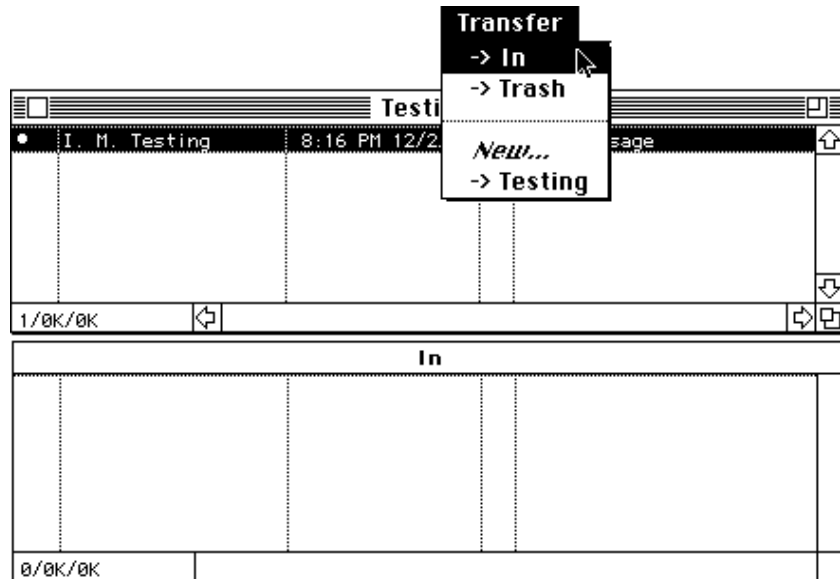 Transfer
-> In
-> Trash
New...
-> Testing
Testi
I. M. Testing 8:16 PM 12/2 sage
1/0K/0K
In
0/0K/0K